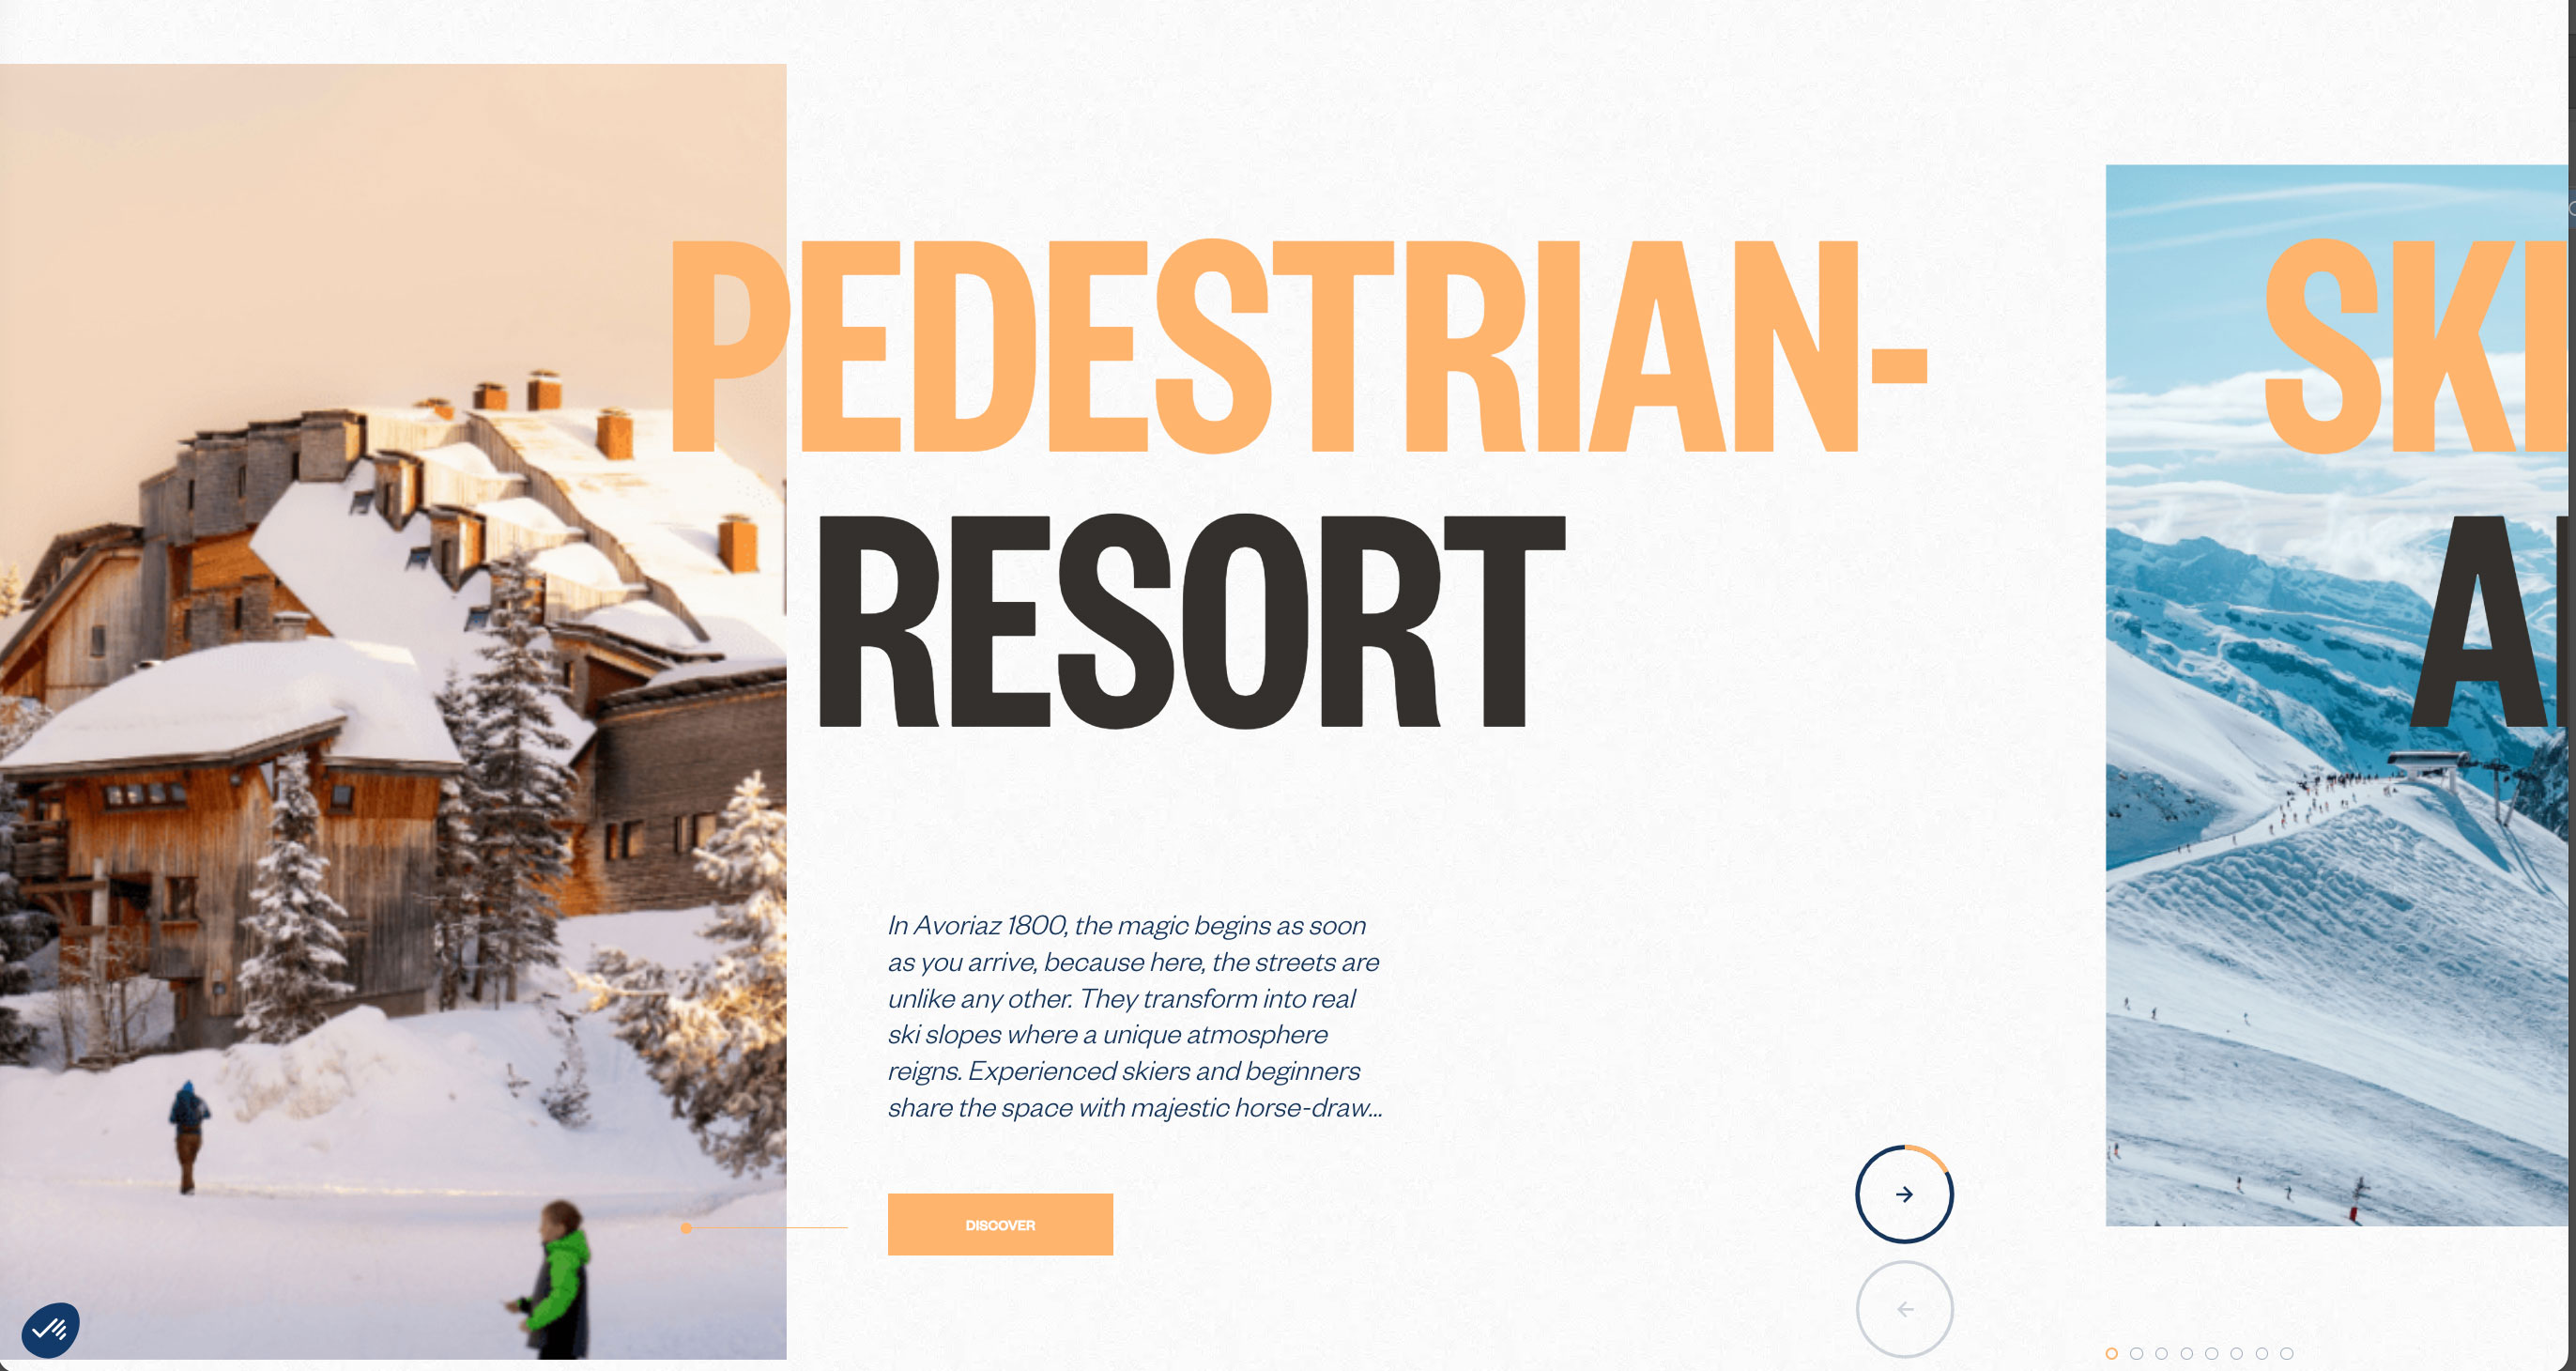 PEDESTRIAN-
RESORT
In Avoriaz 1800, the magic begins as soon
as you arrive, because here, the streets are
unlike any other. They transform into real
ski slopes where a unique atmosphere
reigns. Experienced skiers and beginners
share the space with majestic horse-draw...
DISCOVER
SKI
A